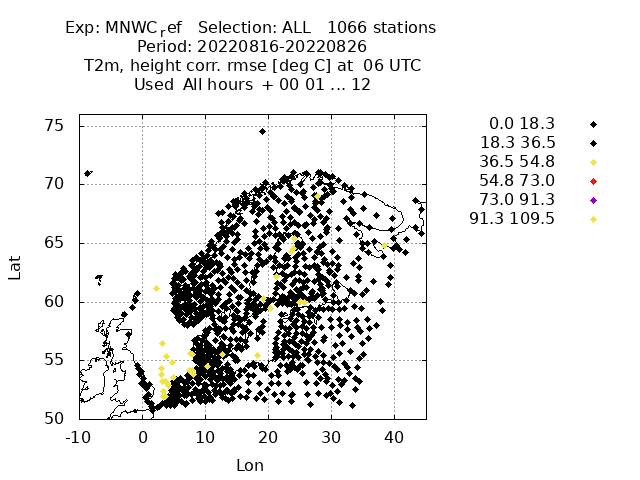 Exp: MNWC_ref   Selection: ALL   1066 stations
Period: 20220816-20220826
T2m, height corr. rmse [deg C] at  06 UTC
Used  All hours  + 00 01 ... 12
0.0 18.3
18.3 36.5
36.5 54.8
54.8 73.0
73.0 91.3
91.3 109.5
75
70
65
60
55
50
Lat
-10 0 10 20 30 40
Lon